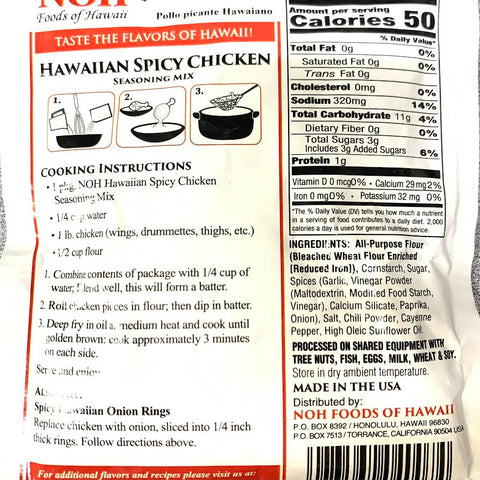 NOH
Foods of Hawaii
Pollo picante Hawaiano
TASTE THE FLAVORS OF HAWAII!
HAWAIIAN SPICY CHICKEN
SEASONING MIX
1.
2.
3.
COOKING INSTRUCTIONS
• 1 pkg. NOH Hawaiian Spicy Chicken
Seasoning Mix
• 1/4 cup water
• 1 lb. chicken (wings, drummettes, thighs, etc.)
• 1/2 cup flour
1. Combine contents of package with 1/4 cup of
water; Blend well, this will form a batter.
2. Roll chicken pieces in flour; then dip in batter.
3. Deep fry in oil a medium heat and cook until
golden brown: cook approximately 3 minutes
on each side.
Serve and enjoy
Spicy Hawaiian Onion Rings
Replace chicken with onion, sliced into 1/4 inch
thick rings. Follow directions above.
For additional flavors and recipes please visit us at:
Amount per serving
Calories 50
% Daily Value*
Total Fat 0g 0%
Saturated Fat 0g 0%
Trans Fat 0g
Cholesterol 0mg 0%
Sodium 320mg 14%
Total Carbohydrate 11g 4%
Dietary Fiber 0g 0%
Total Sugars 3g
Includes 3g Added Sugars 6%
Protein 1g
Vitamin D 0 mcg 0% • Calcium 29 mg 2%
Iron 0 mg 0% • Potassium 32 mg 0%
*The % Daily Value (DV) tells you how much a nutrient
in a serving of food contributes to a daily diet. 2,000
calories a day is used for general nutrition advice.
INGREDIENTS: All-Purpose Flour
(Bleached Wheat Flour Enriched
[Reduced Iron]), Cornstarch, Sugar,
Spices (Garlic, Vinegar Powder
(Maltodextrin, Modified Food Starch,
Vinegar), Calcium Silicate, Paprika,
Onion), Salt, Chili Powder, Cayenne
Pepper, High Oleic Sunflower Oil.
PROCESSED ON SHARED EQUIPMENT WITH
TREE NUTS, FISH, EGGS, MILK, WHEAT & SOY.
Store in dry ambient temperature.
MADE IN THE USA
Distributed by:
NOH FOODS OF HAWAII
P.O. BOX 8392 / HONOLULU, HAWAII 96830
P.O. BOX 7513 / TORRANCE, CALIFORNIA 90504 USA